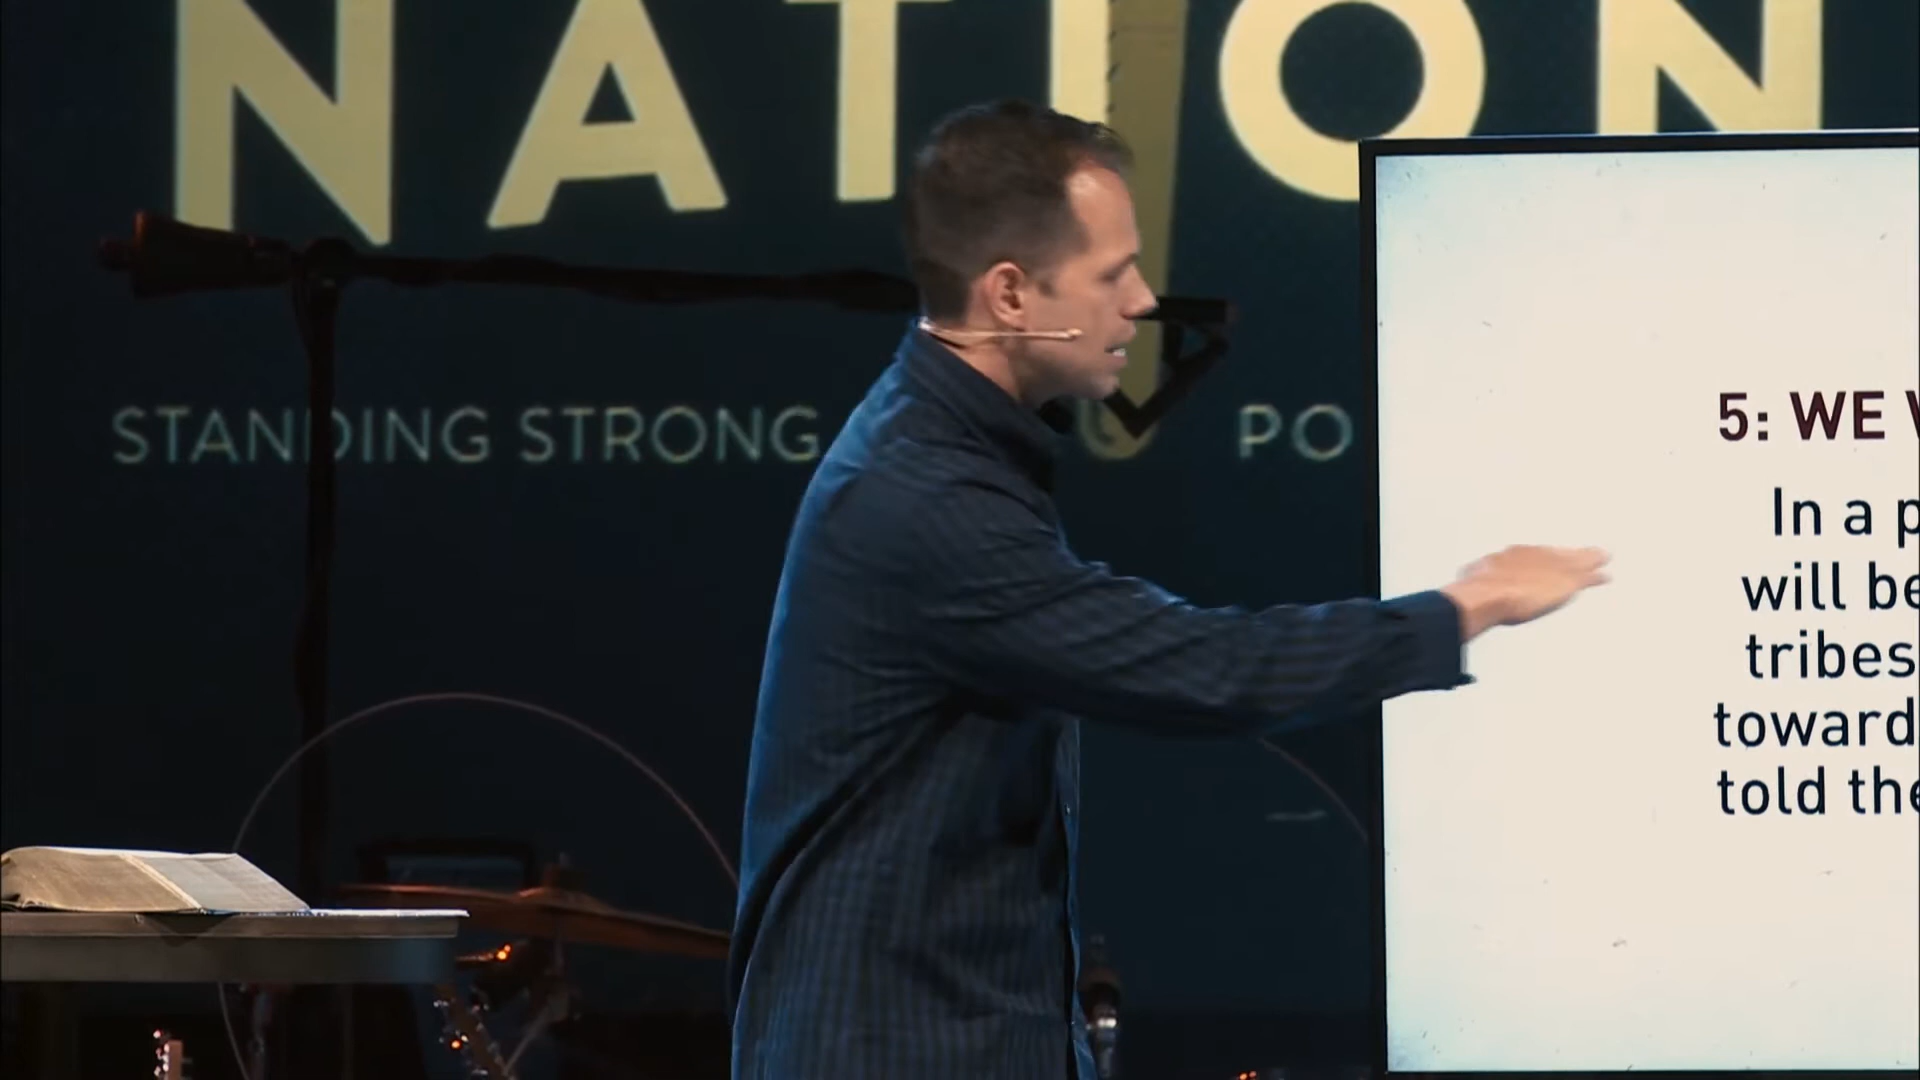 NATION
STANDING STRONG PO
5: WE
In a p
will be
tribes
toward
told the